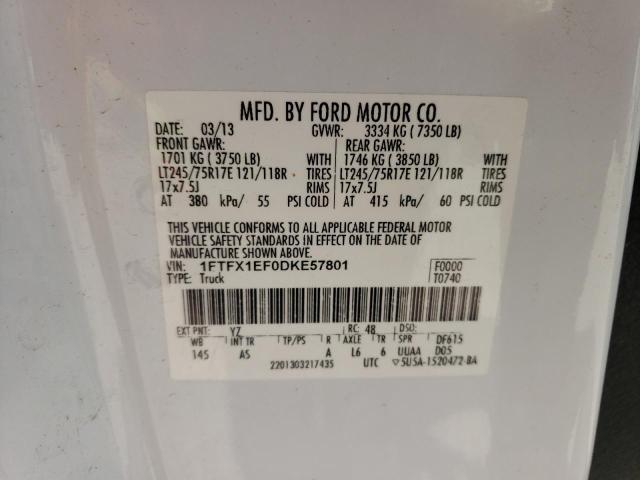 MFD. BY FORD MOTOR CO.
DATE: 03/13 GVWR: 3334 KG ( 7350 LB)
FRONT GAWR: REAR GAWR:
1701 KG ( 3750 LB) WITH 1746 KG ( 3850 LB) WITH
LT245/75R17E 121/118R TIRES LT245/75R17E 121/118R TIRES
17x7.5J RIMS 17x7.5J RIMS
AT 380 kPa/ 55 PSI COLD AT 415 kPa/ 60 PSI COLD
THIS VEHICLE CONFORMS TO ALL APPLICABLE FEDERAL MOTOR
VEHICLE SAFETY STANDARDS IN EFFECT ON THE DATE OF
MANUFACTURE SHOWN ABOVE.
VIN: 1FTFX1EF0DKE57801 F0000
TYPE: Truck T0740
EXT PNT: YZ RC: 48 DSO:
WB INT TR TP/PS R AXLE TR SPR DF615
145 AS A L6 6 UUAA D05
2201303217435 UTC ▽5U5A-1520472-BA